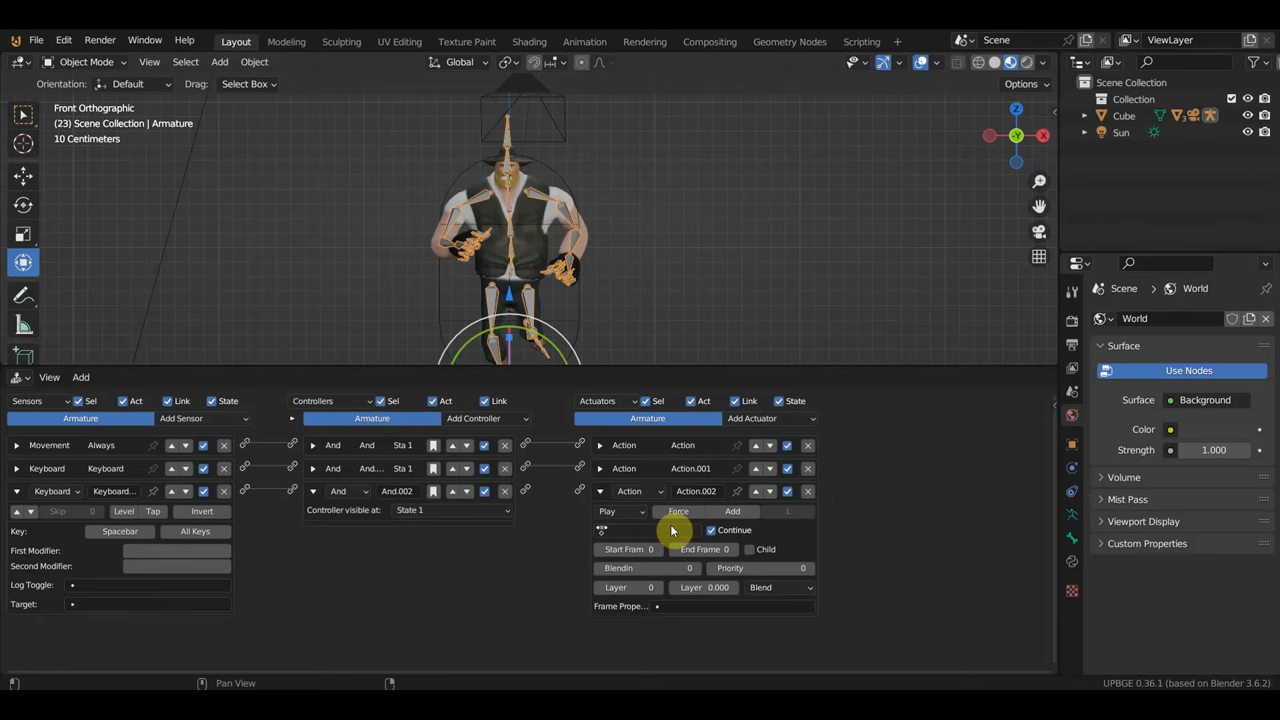 File Edit Render Window Help Layout Modeling Sculpting UV Editing Texture Paint Shading Animation Rendering Compositing Geometry Nodes Scripting + Scene ViewLayer
Object Mode View Select Add Object Global
Orientation: Default Drag: Select Box Options
Scene Collection
Collection
Cube 3
Sun
Front Orthographic
(23) Scene Collection | Armature
10 Centimeters
Z
X
-Y
Scene World
World
Surface
Use Nodes
Surface Background
Color
Strength 1.000
Volume
Mist Pass
Viewport Display
Custom Properties
View Add
Sensors Sel Act Link State Controllers Sel Act Link Actuators Sel Act Link State
Armature Add Sensor Armature Add Controller Armature Add Actuator
Movement Always And And Sta 1 Action Action
Keyboard Keyboard And And... Sta 1 Action Action.001
Keyboard Keyboard... And And.002 Action Action.002
Skip 0 Level Tap Invert Controller visible at: State 1 Play Force Add L
Key: Spacebar All Keys Continue
First Modifier: Start Fram 0 End Frame 0 Child
Second Modifier: Blendin 0 Priority 0
Log Toggle: Layer 0 Layer 0.000 Blend
Target: Frame Prope...
Pan View UPBGE 0.36.1 (based on Blender 3.6.2)